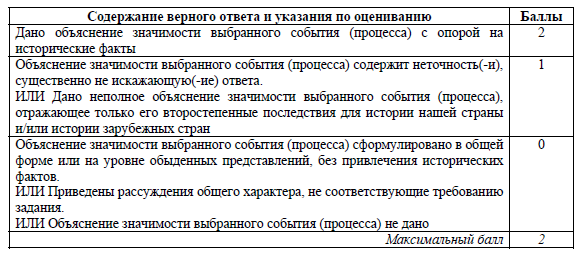 Содержание верного ответа и указания по оцениванию Баллы
Дано объяснение значимости выбранного события (процесса) с опорой на 2
исторические факты
Объяснение значимости выбранного события (процесса) содержит неточность(-и), 1
существенно не искажающую(-ие) ответа.
ИЛИ Дано неполное объяснение значимости выбранного события (процесса),
отражающее только его второстепенные последствия для истории нашей страны
и/или истории зарубежных стран
Объяснение значимости выбранного события (процесса) сформулировано в общей 0
форме или на уровне обыденных представлений, без привлечения исторических
фактов.
ИЛИ Приведены рассуждения общего характера, не соответствующие требованию
задания.
ИЛИ Объяснение значимости выбранного события (процесса) не дано
Максимальный балл 2